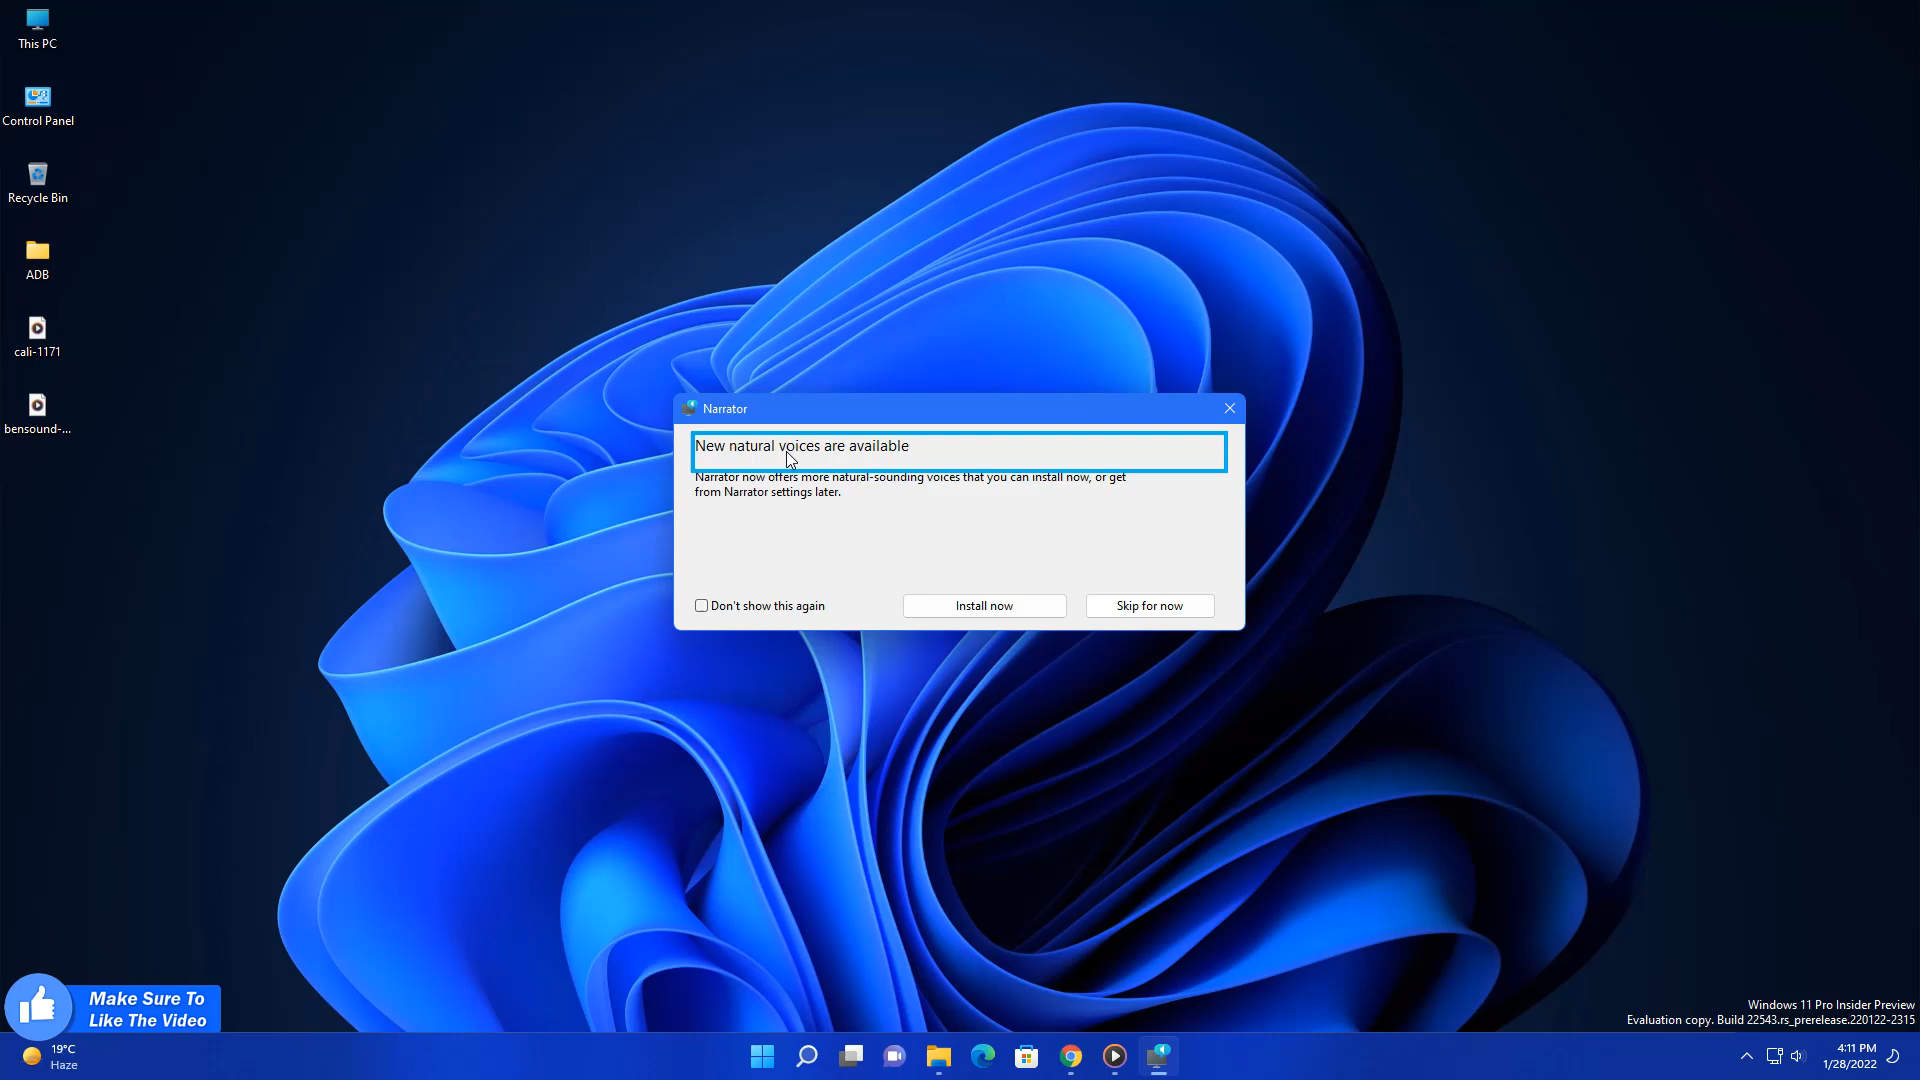 This PC
Control Panel
Recycle Bin
ADB
cali-1171
bensound-...
Narrator
New natural voices are available
Narrator now offers more natural-sounding voices that you can install now, or get
from Narrator settings later.
Don't show this again
Install now
Skip for now
Make Sure To
Like The Video
Windows 11 Pro Insider Preview
Evaluation copy. Build 22543.rs_prerelease.220122-2315
19°C
Haze
4:11 PM
1/28/2022